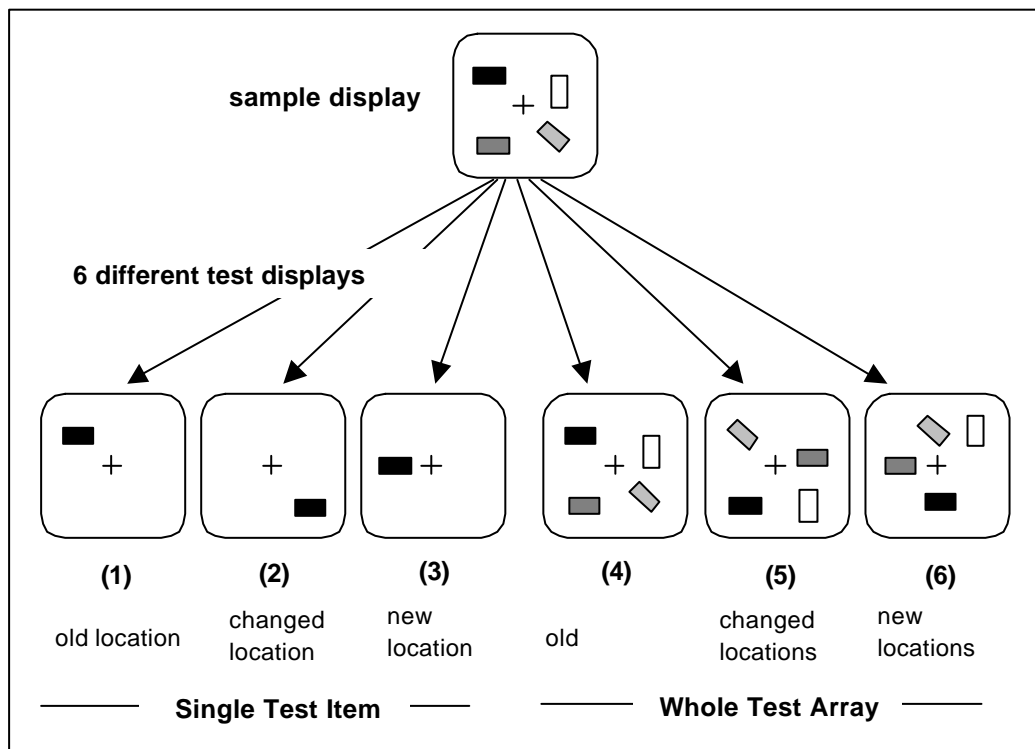 sample display
6 different test displays
(1) (2) (3) (4) (5) (6)
old location
changed
location
new
location
old
changed
locations
new
locations
Single Test Item
Whole Test Array